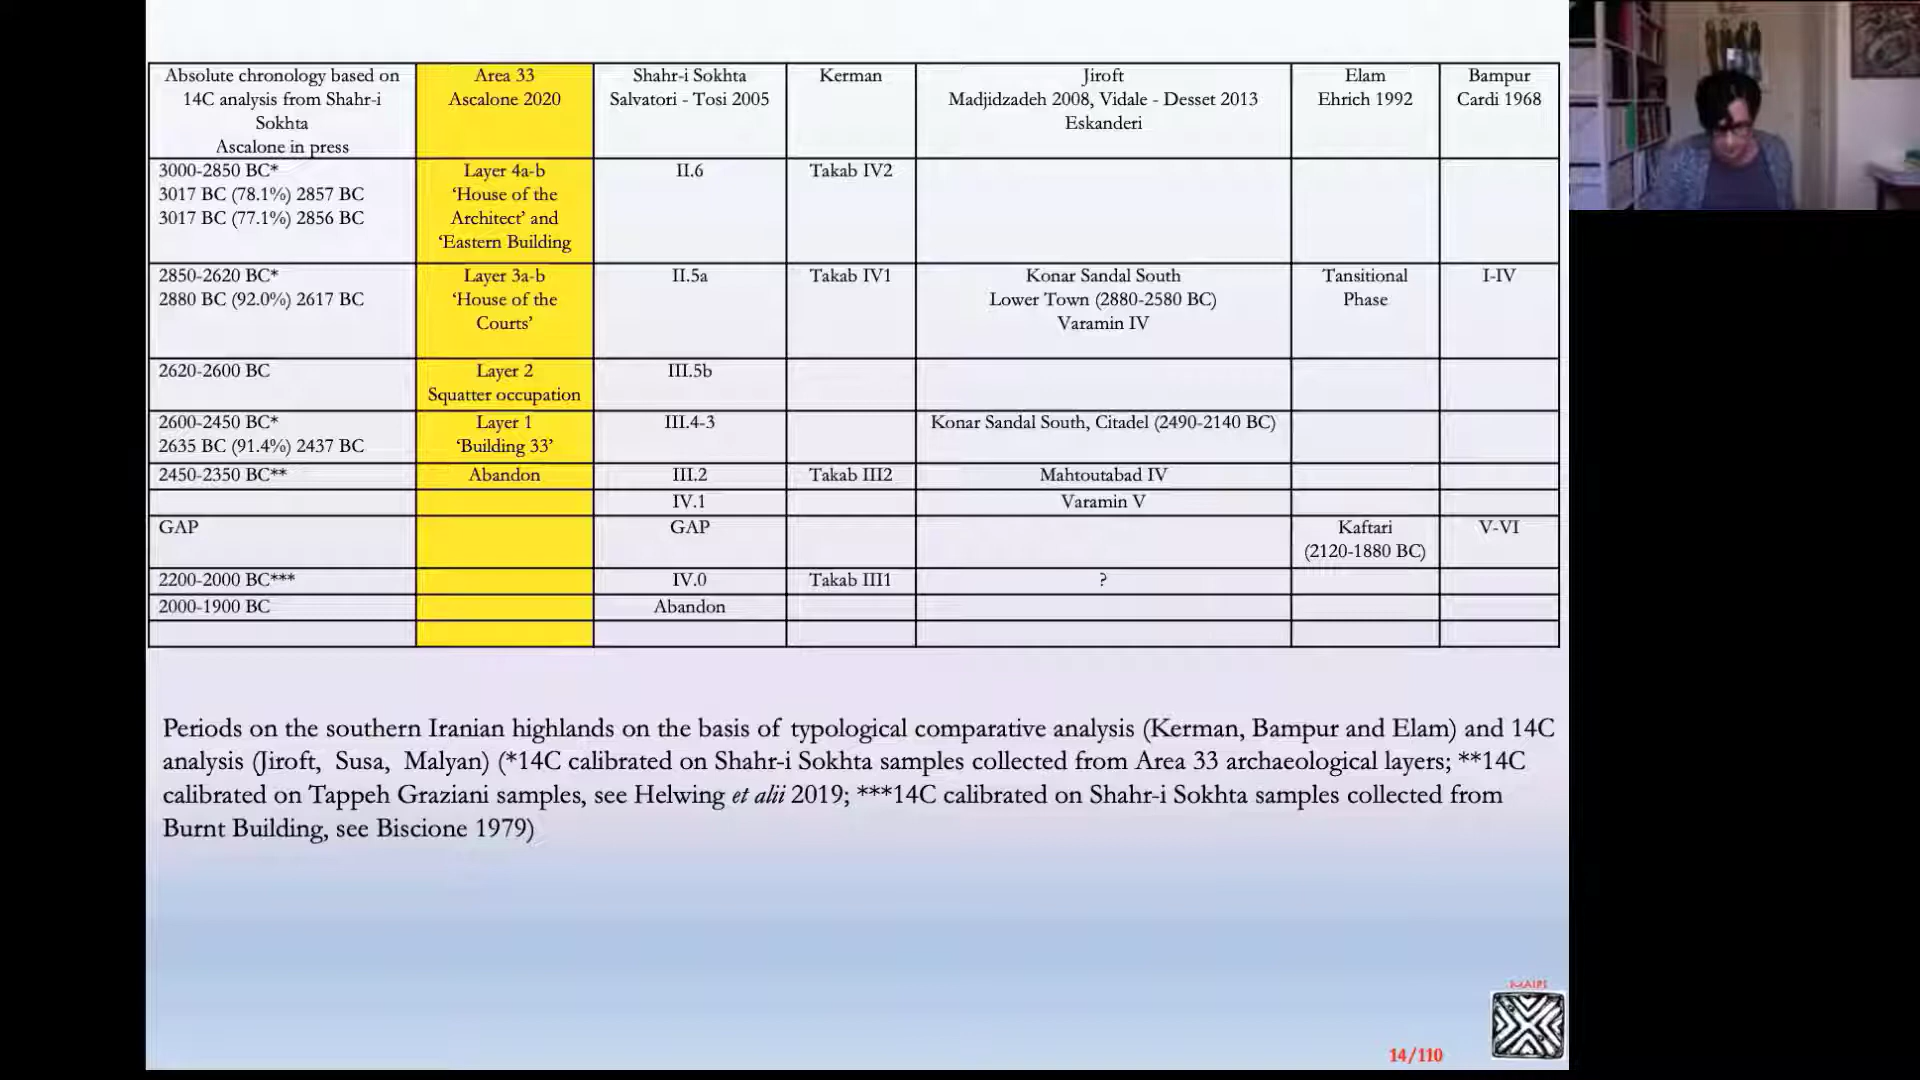 Absolute chronology based on
14C analysis from Shahr-i
Sokhta
Ascalone in press
Area 33
Ascalone 2020
Shahr-i Sokhta
Salvatori - Tosi 2005
Kerman
Jiroft
Madjidzadeh 2008, Vidale - Desset 2013
Eskanderi
Elam
Ehrich 1992
Bampur
Cardi 1968
3000-2850 BC*
3017 BC (78.1%) 2857 BC
3017 BC (77.1%) 2856 BC
Layer 4a-b
‘House of the
Architect’ and
‘Eastern Building
II.6
Takab IV2
2850-2620 BC*
2880 BC (92.0%) 2617 BC
Layer 3a-b
‘House of the
Courts’
II.5a
Takab IV1
Konar Sandal South
Lower Town (2880-2580 BC)
Varamin IV
Tansitional
Phase
I-IV
2620-2600 BC
Layer 2
Squatter occupation
III.5b
2600-2450 BC*
2635 BC (91.4%) 2437 BC
Layer 1
‘Building 33’
III.4-3
Konar Sandal South, Citadel (2490-2140 BC)
2450-2350 BC**
Abandon
III.2
Takab III2
Mahtoutabad IV
IV.1
Varamin V
GAP
GAP
Kaftari
(2120-1880 BC)
V-VI
2200-2000 BC***
IV.0
Takab III1
?
2000-1900 BC
Abandon
Periods on the southern Iranian highlands on the basis of typological comparative analysis (Kerman, Bampur and Elam) and 14C
analysis (Jiroft, Susa, Malyan) (*14C calibrated on Shahr-i Sokhta samples collected from Area 33 archaeological layers; **14C
calibrated on Tappeh Graziani samples, see Helwing et alii 2019; ***14C calibrated on Shahr-i Sokhta samples collected from
Burnt Building, see Biscione 1979)
MAIPS
14/110